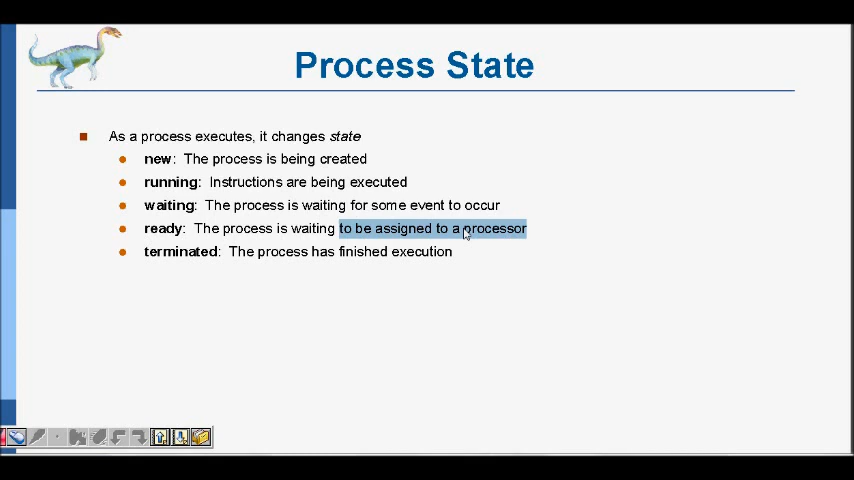 Process State
As a process executes, it changes state
new: The process is being created
running: Instructions are being executed
waiting: The process is waiting for some event to occur
ready: The process is waiting to be assigned to a processor
terminated: The process has finished execution